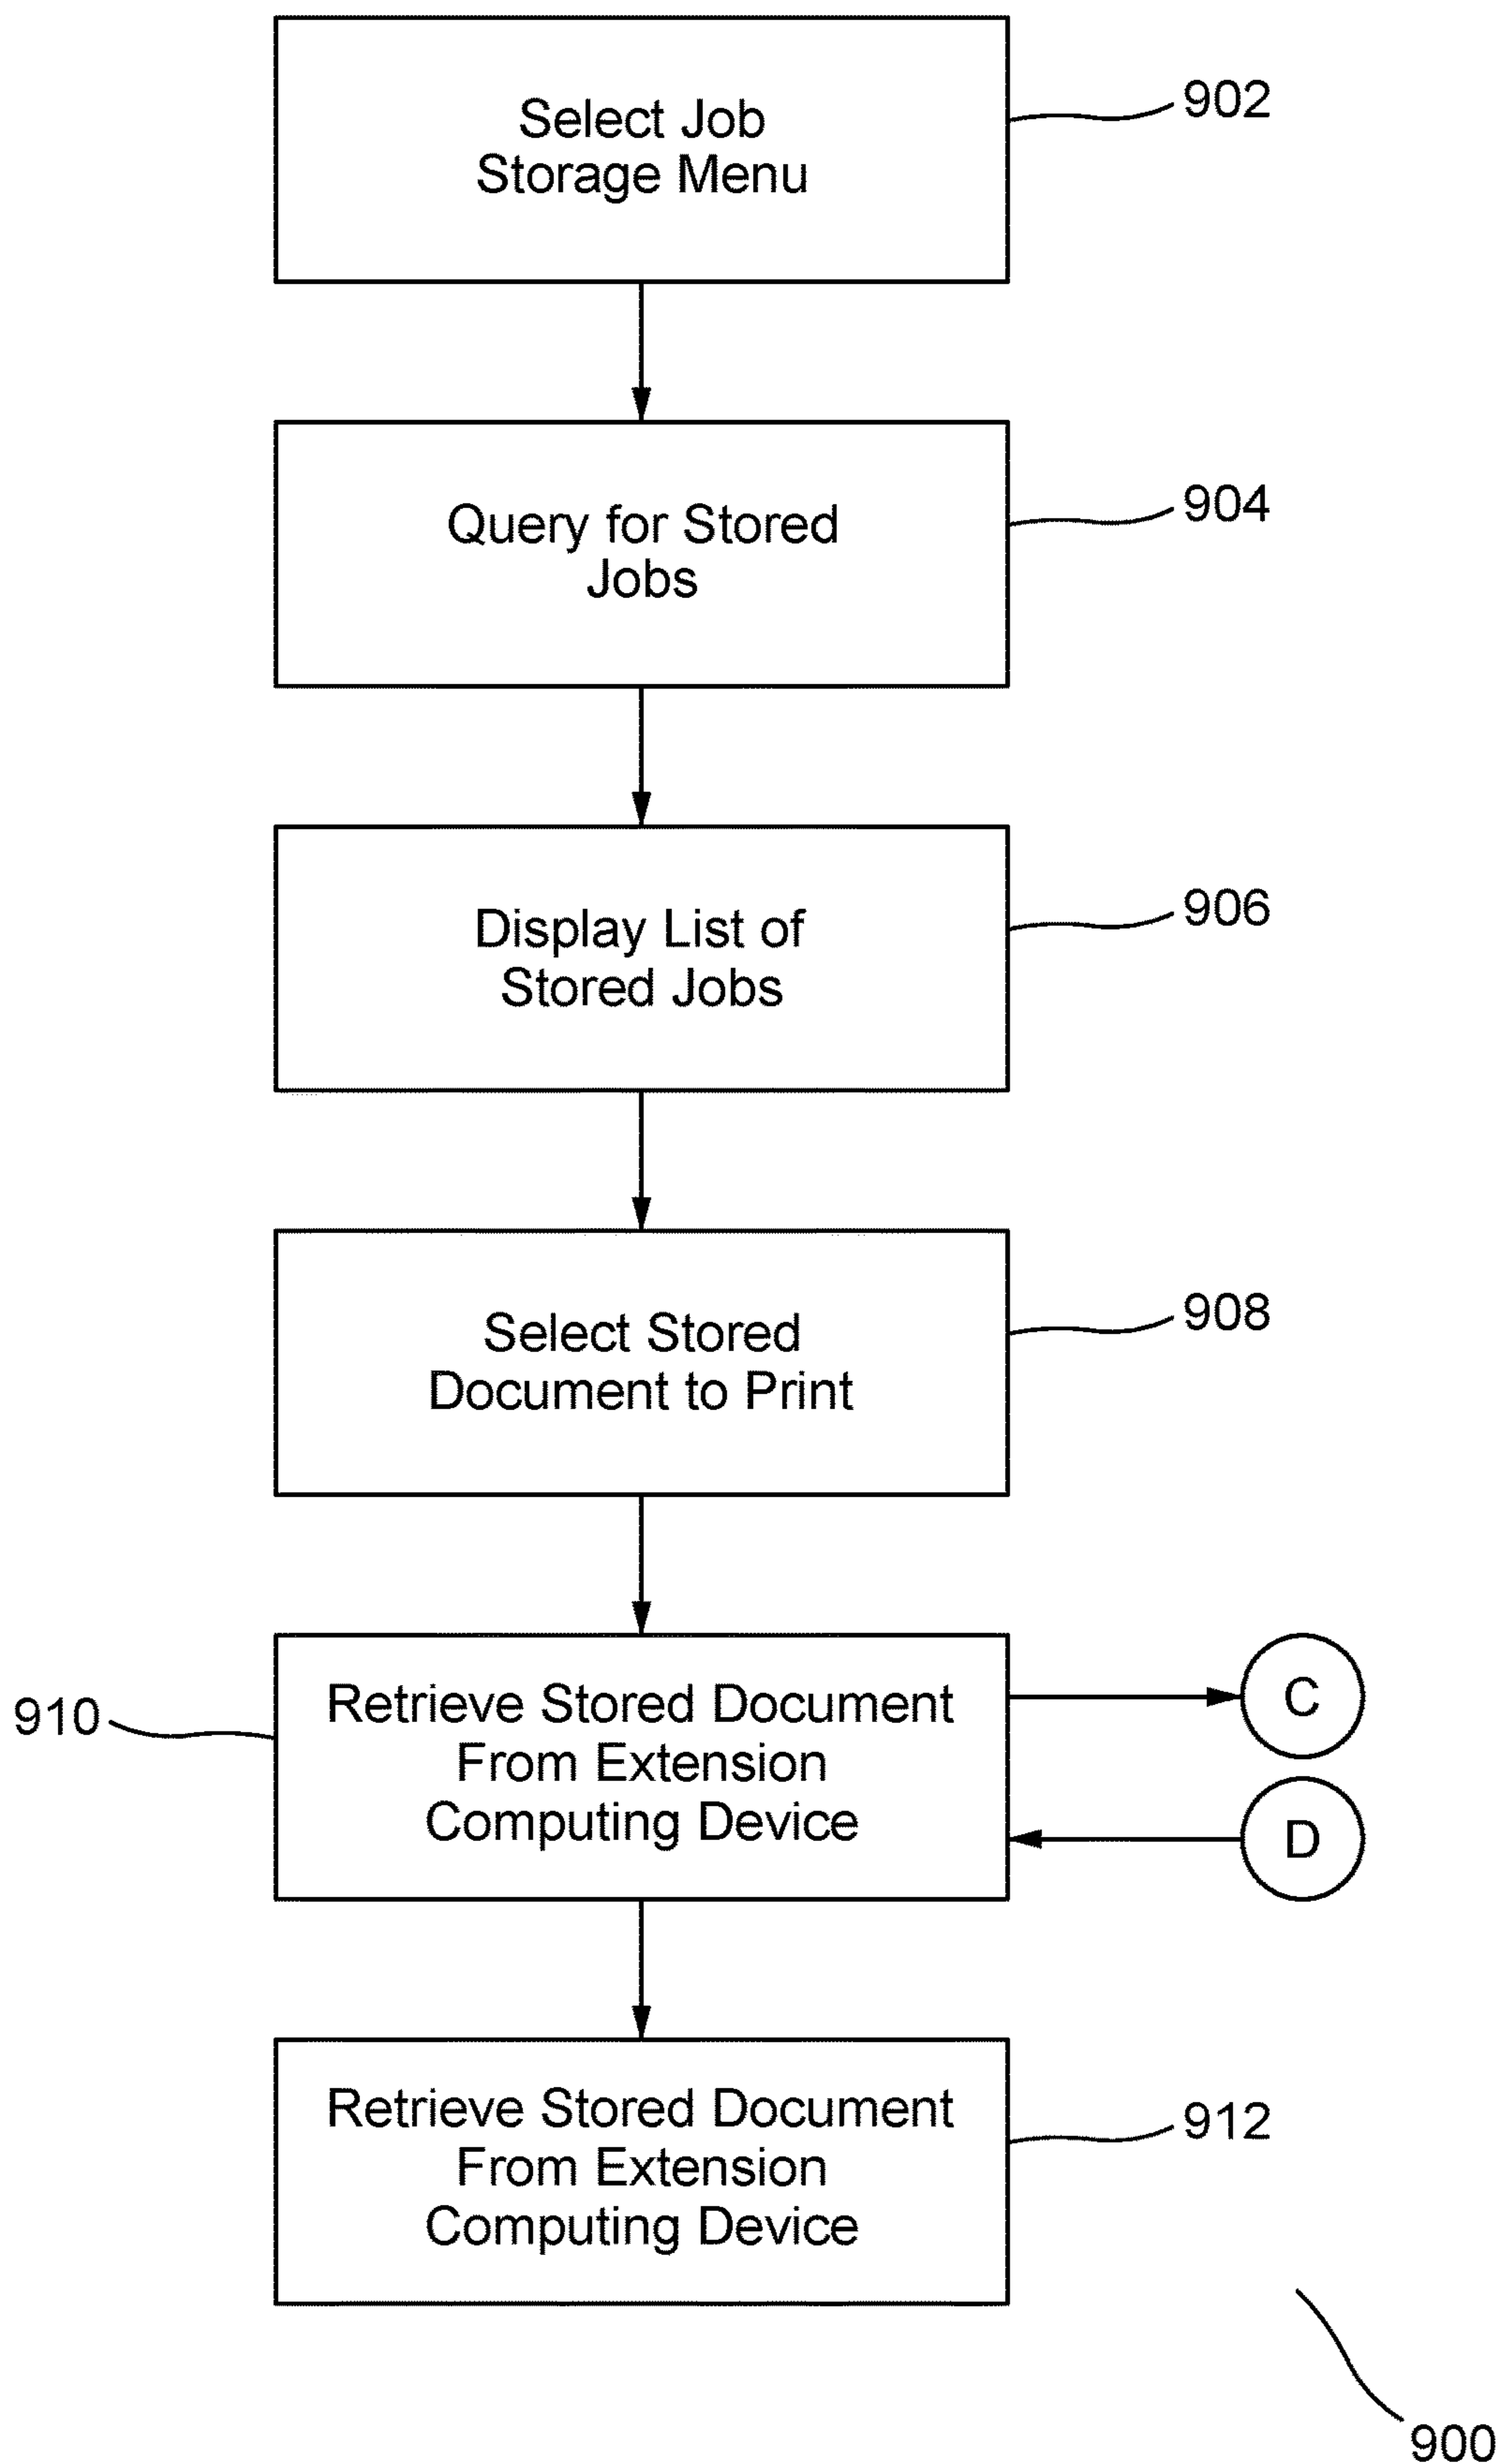 Select Job
Storage Menu
902
Query for Stored
Jobs
904
Display List of
Stored Jobs
906
Select Stored
Document to Print
908
910
Retrieve Stored Document
From Extension
Computing Device
C
D
Retrieve Stored Document
From Extension
Computing Device
912
900